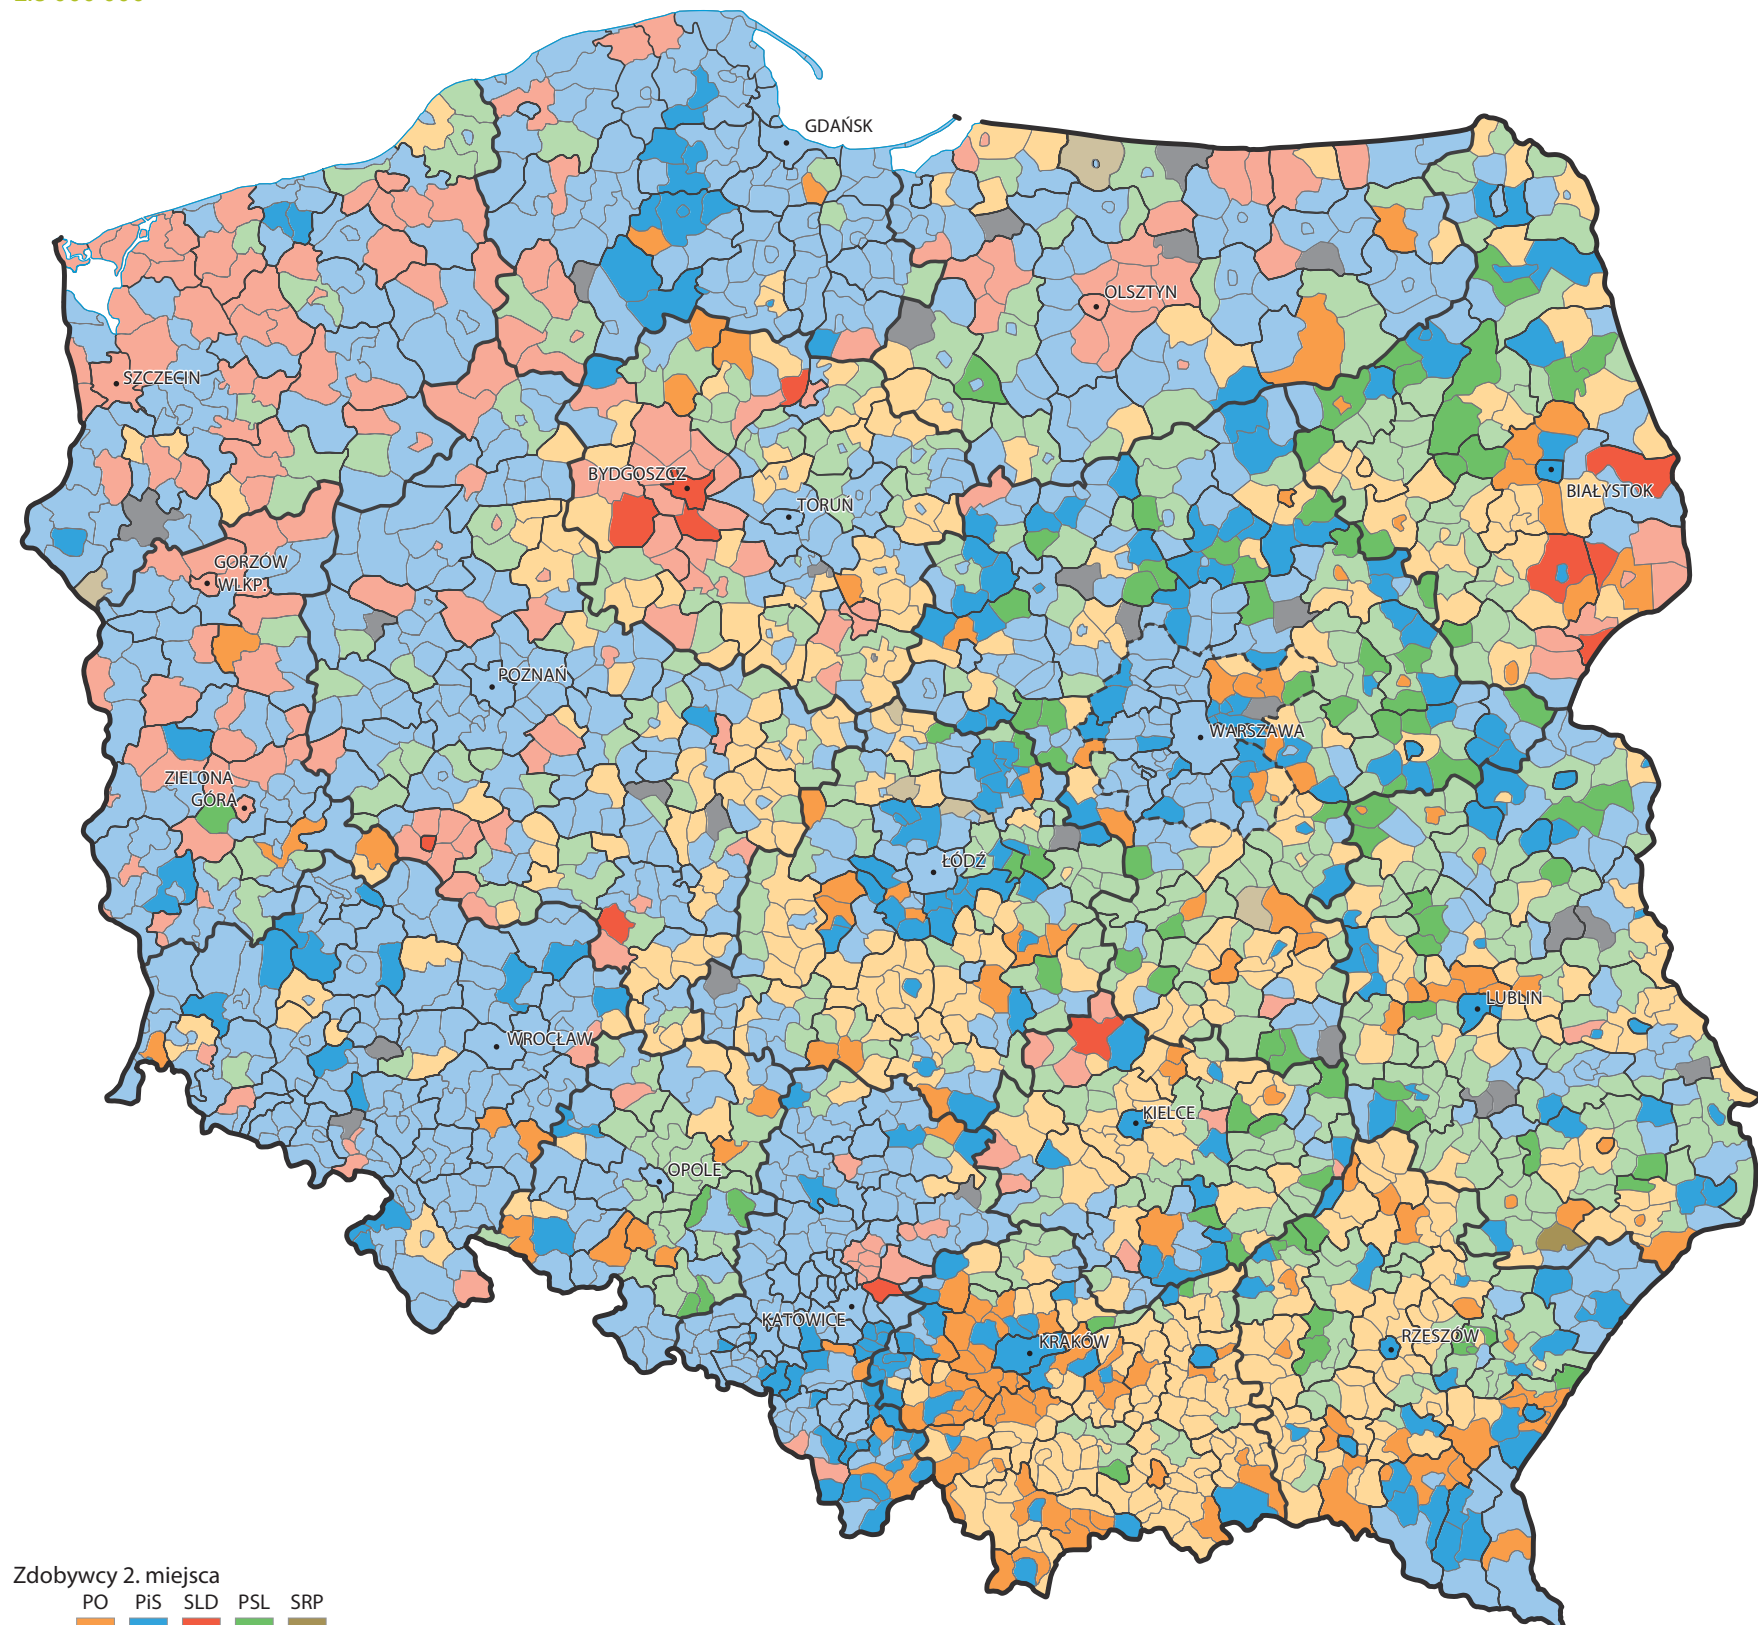 GDAŃSK
OLSZTYN
SZCZECIN
BYDGOSZCZ
BIAŁYSTOK
TORUŃ
GORZÓW
WLKP.
POZNAŃ
WARSZAWA
ZIELONA
GÓRA
ŁÓDŹ
LUBLIN
WROCŁAW
KIELCE
OPOLE
KATOWICE
KRAKÓW
RZESZÓW
Zdobywcy 2. miejsca
PO PiS SLD PSL SRP